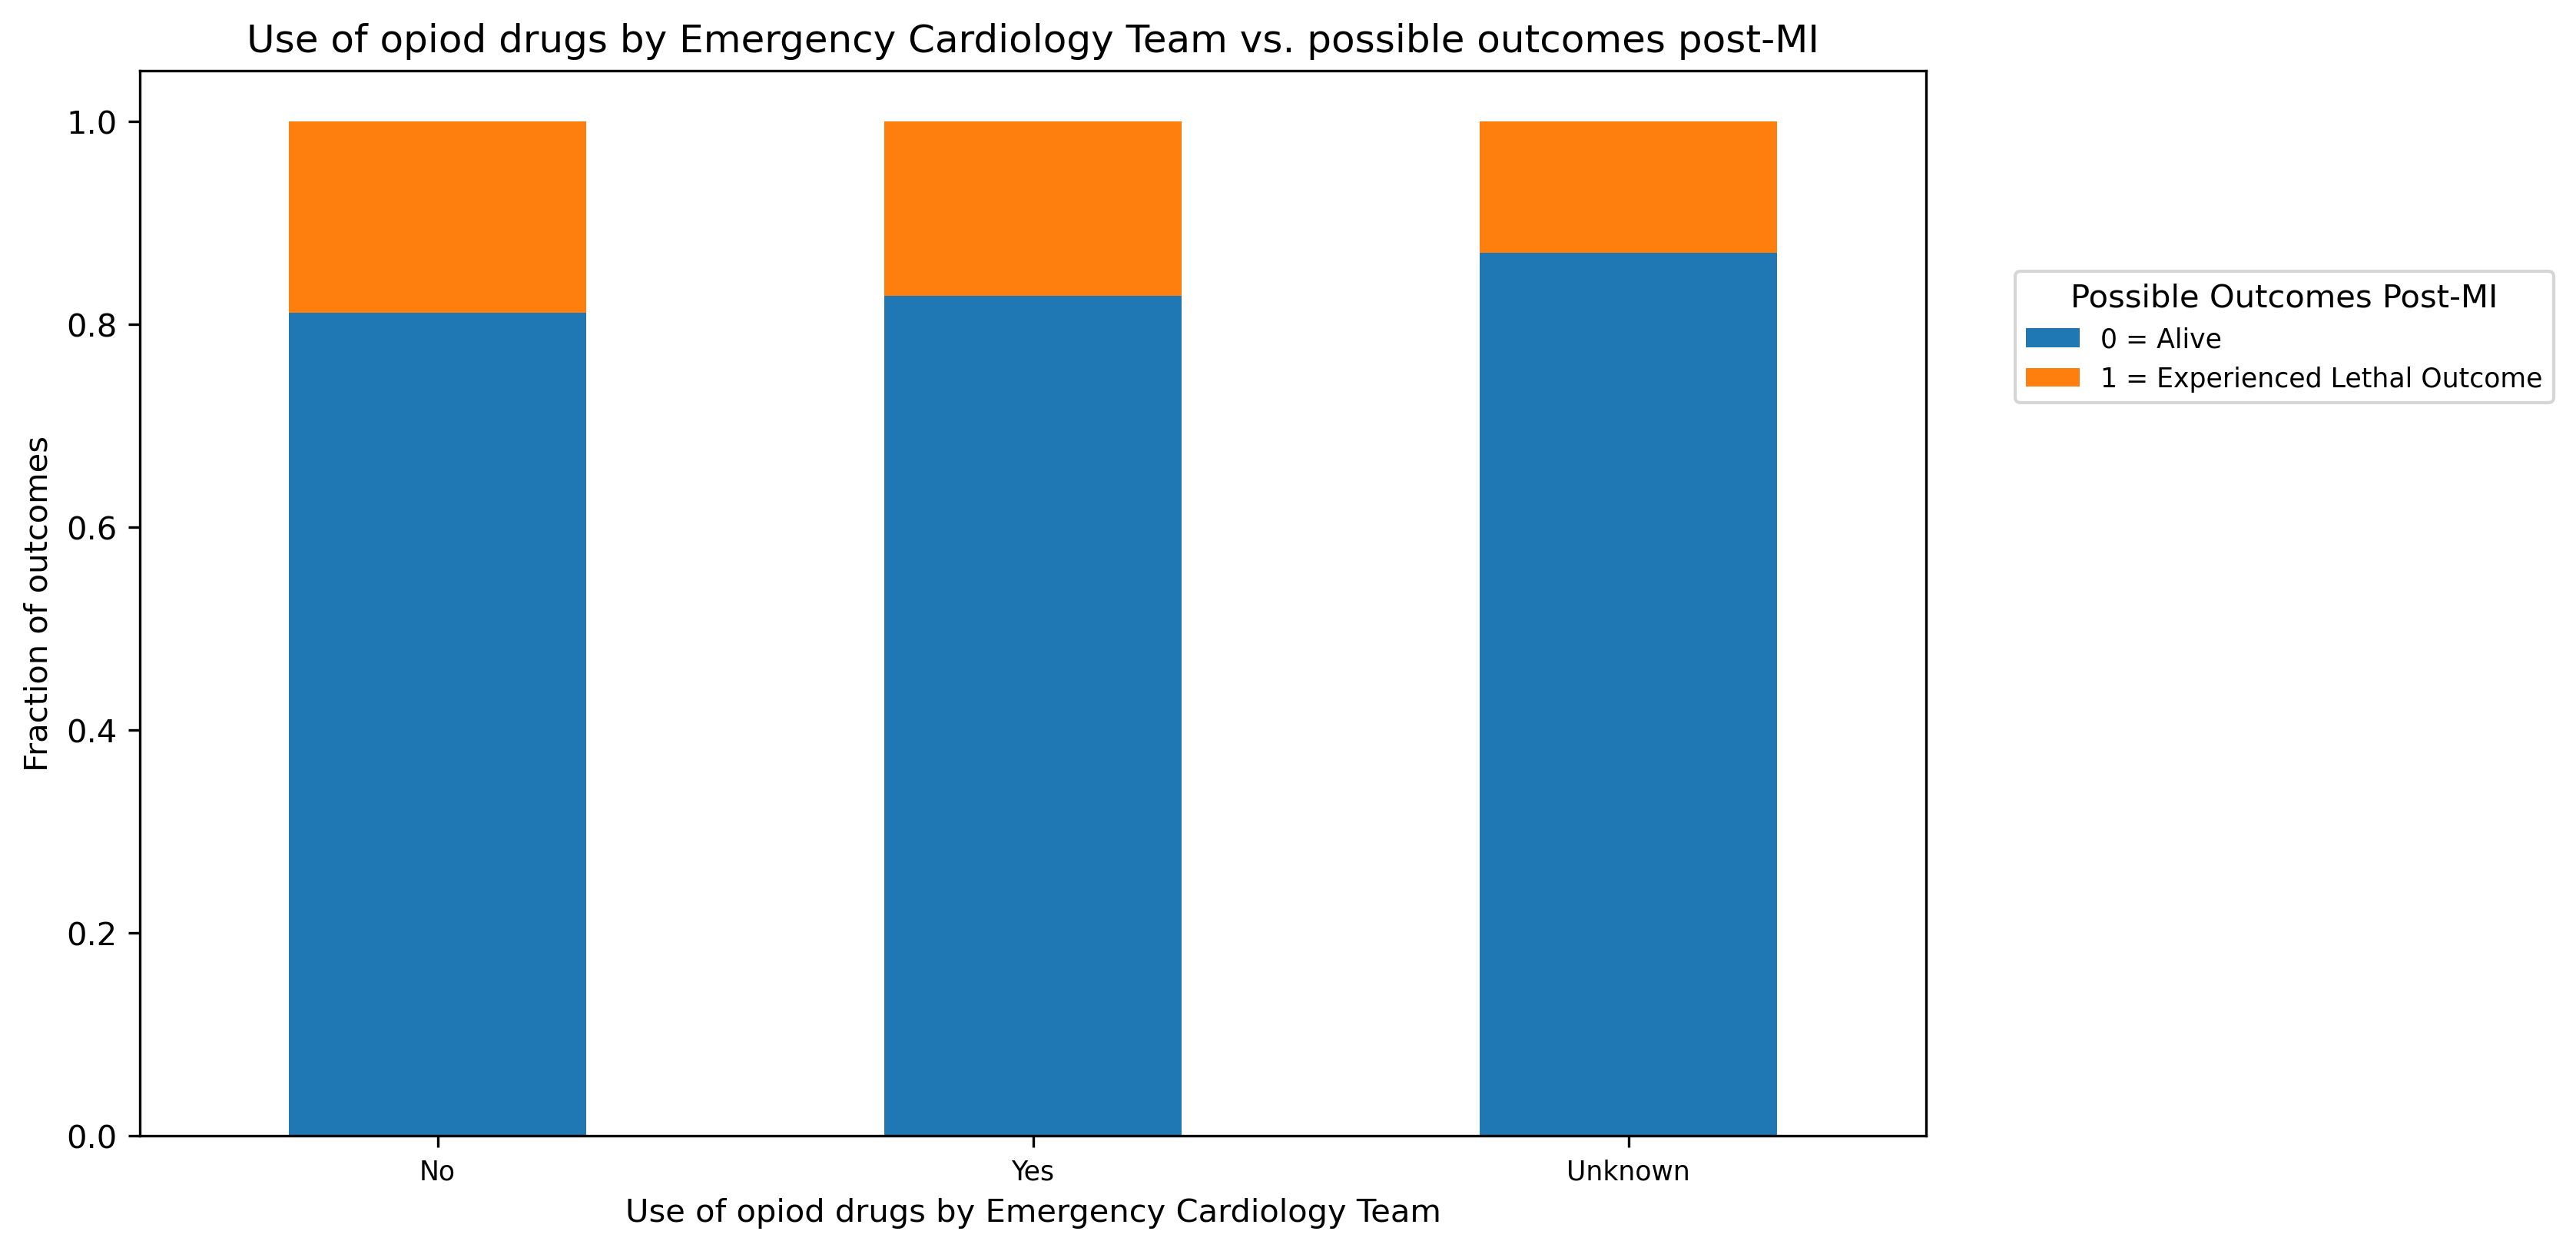 Use of opiod drugs by Emergency Cardiology Team vs. possible outcomes post-MI
1.0
0.8
0.6
0.4
0.2
0.0
Fraction of outcomes
No
Yes
Unknown
Use of opiod drugs by Emergency Cardiology Team
Possible Outcomes Post-MI
0 = Alive
1 = Experienced Lethal Outcome